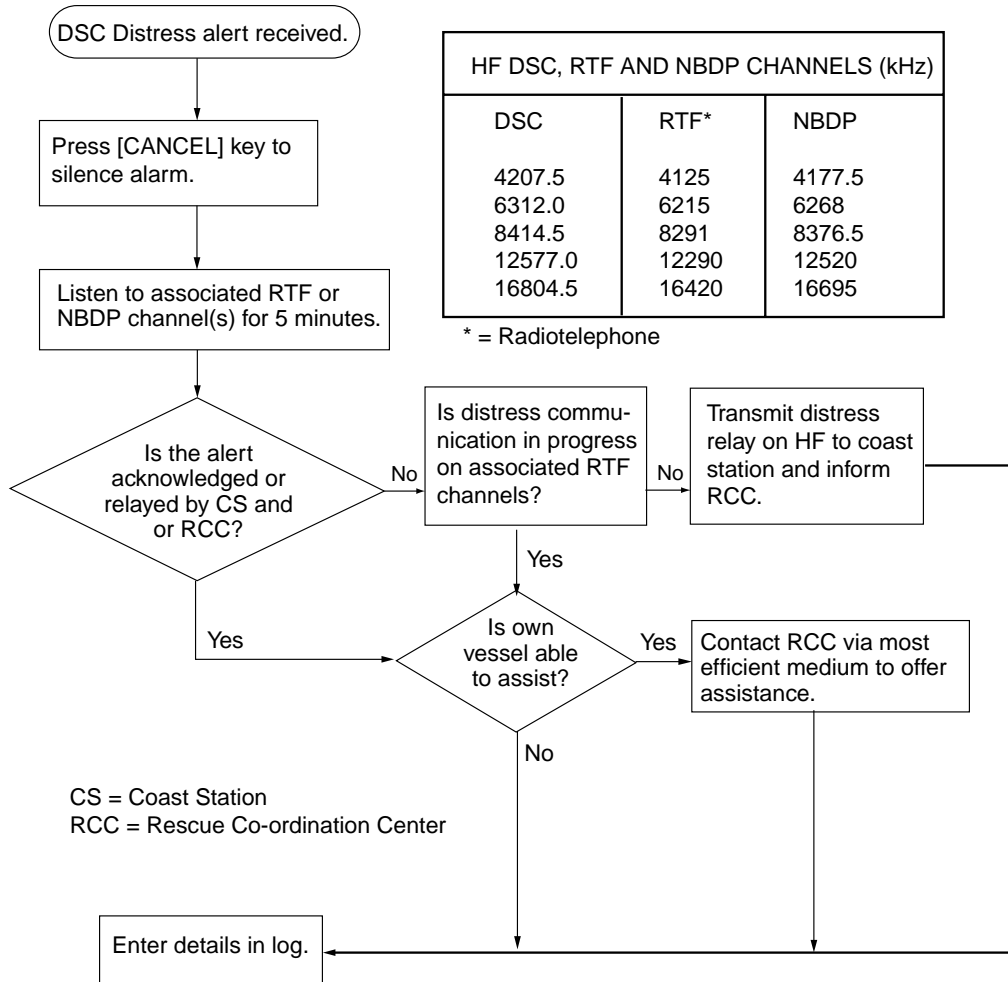 DSC Distress alert received.
Press [CANCEL] key to
silence alarm.
Listen to associated RTF or
NBDP channel(s) for 5 minutes.
HF DSC, RTF AND NBDP CHANNELS (kHz)
DSC RTF* NBDP
4207.5 4125 4177.5
6312.0 6215 6268
8414.5 8291 8376.5
12577.0 12290 12520
16804.5 16420 16695
* = Radiotelephone
Is the alert
acknowledged or
relayed by CS and
or RCC?
No
Is distress commu-
nication in progress
on associated RTF
channels?
No
Transmit distress
relay on HF to coast
station and inform
RCC.
Yes
Yes
Is own
vessel able
to assist?
Yes
Contact RCC via most
efficient medium to offer
assistance.
No
CS = Coast Station
RCC = Rescue Co-ordination Center
Enter details in log.